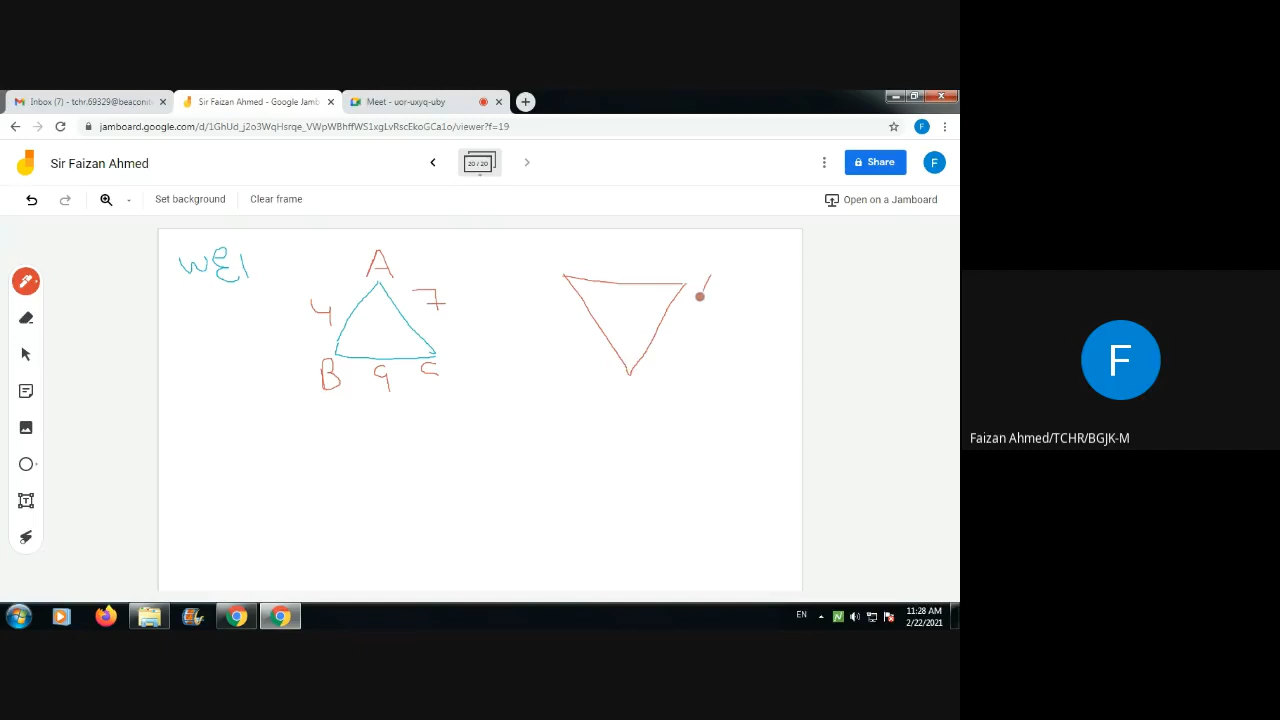 Inbox (7) - tchr.69329@beaconit
Sir Faizan Ahmed - Google Jamb
Meet - uor-uxyq-uby
jamboard.google.com/d/1GhUd_j2o3WqHsrqe_VWpWBhffWS1xgLvRscEkoGCa1o/viewer?f=19
F
Sir Faizan Ahmed
20 / 20
Share
F
Set background
Clear frame
Open on a Jamboard
WE1
A
4
7
B
9
C
F
Faizan Ahmed/TCHR/BGJK-M
EN
11:28 AM
2/22/2021